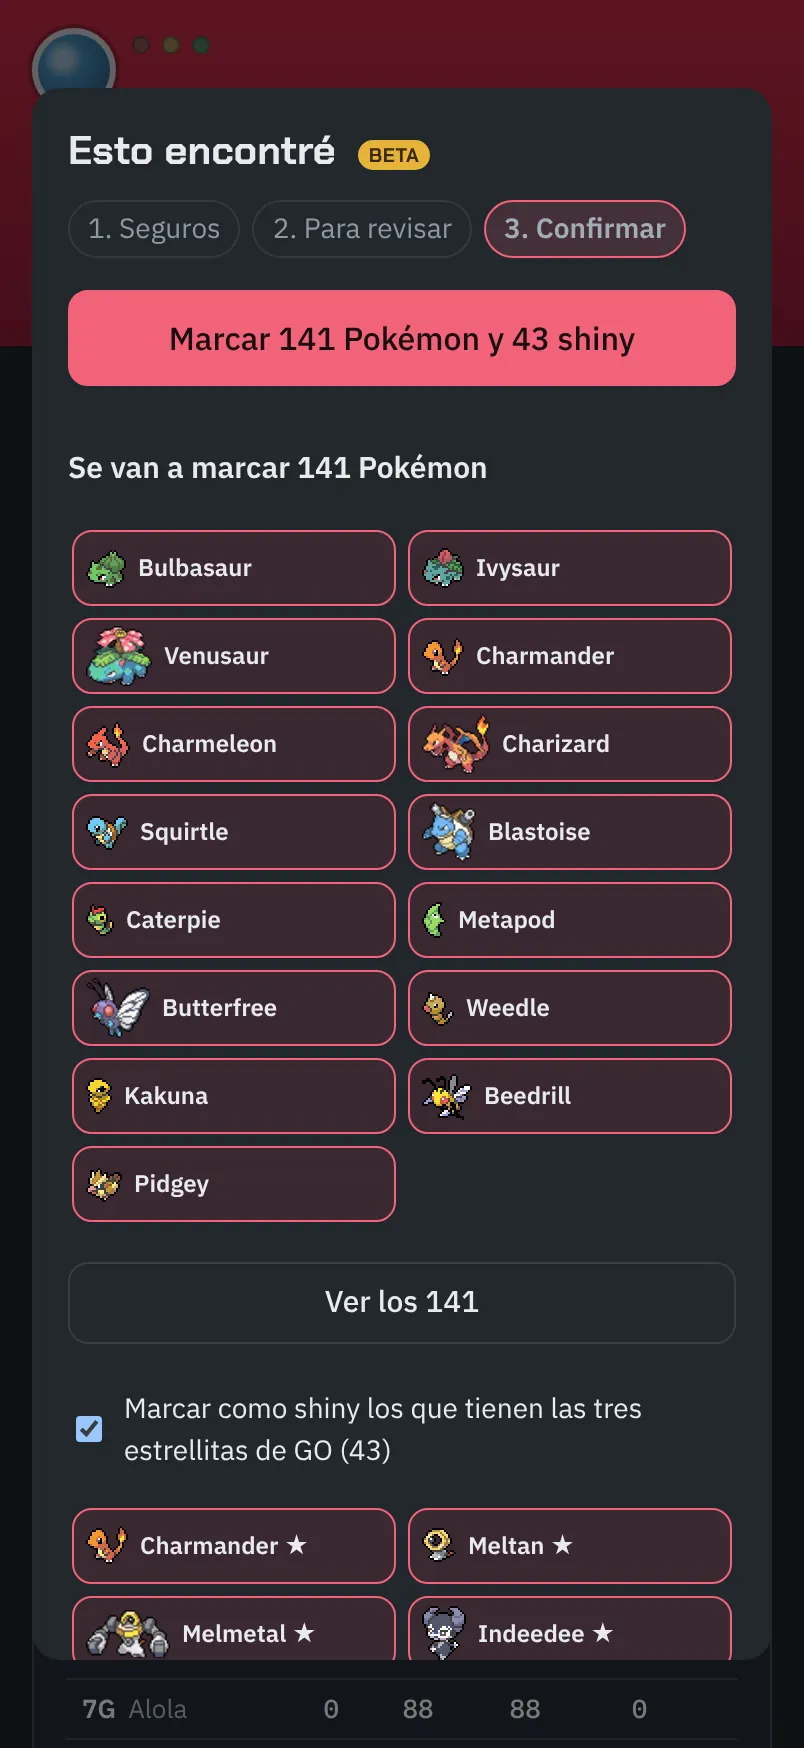 Esto encontré BETA
1. Seguros 2. Para revisar 3. Confirmar
Marcar 141 Pokémon y 43 shiny
Se van a marcar 141 Pokémon
Bulbasaur Ivysaur
Venusaur Charmander
Charmeleon Charizard
Squirtle Blastoise
Caterpie Metapod
Butterfree Weedle
Kakuna Beedrill
Pidgey
Ver los 141
Marcar como shiny los que tienen las tres
estrellitas de GO (43)
Charmander ★ Meltan ★
Melmetal ★ Indeedee ★
7G Alola 0 88 88 0